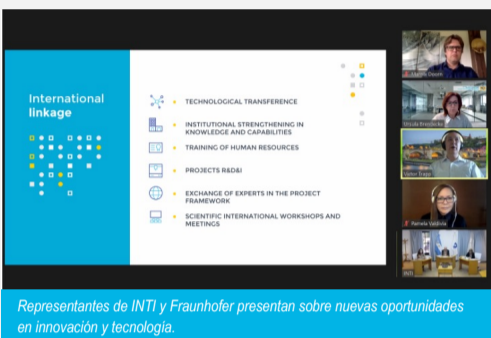 International
linkage
TECHNOLOGICAL TRANSFERENCE
INSTITUTIONAL STRENGTHENING IN
KNOWLEDGE AND CAPABILITIES
TRAINING OF HUMAN RESOURCES
PROJECTS R&D&I
EXCHANGE OF EXPERTS IN THE PROJECT
FRAMEWORK
SCIENTIFIC INTERNATIONAL WORKSHOPS AND
MEETINGS
Pamela Valdivia
INTI
Representantes de INTI y Fraunhofer presentan sobre nuevas oportunidades
en innovación y tecnologia.